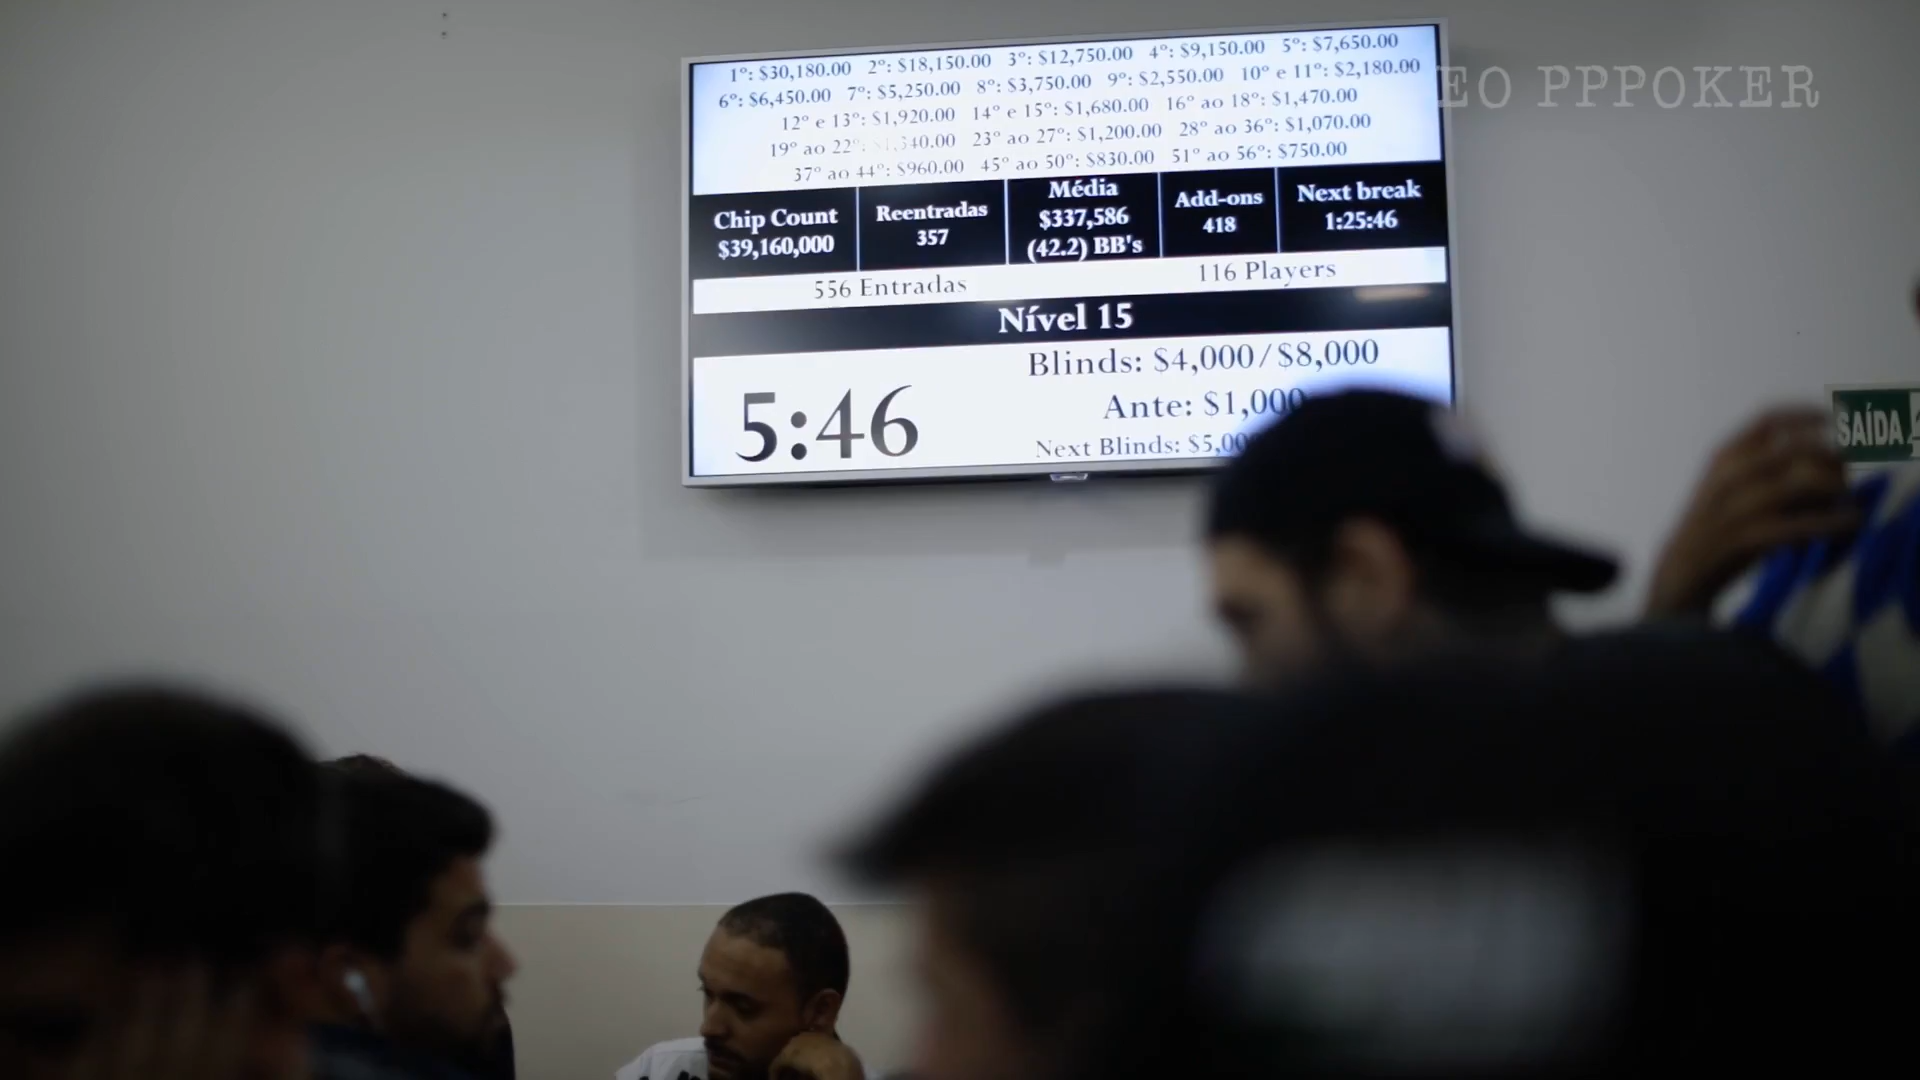 1º: $30,180.00 2º: $18,150.00 3º: $12,750.00 4º: $9,150.00 5º: $7,650.00
6º: $6,450.00 7º: $5,250.00 8º: $3,750.00 9º: $2,550.00 10º e 11º: $2,180.00
12º e 13º: $1,920.00 14º e 15º: $1,680.00 16º ao 18º: $1,470.00
19º ao 22º: $1,340.00 23º ao 27º: $1,200.00 28º ao 36º: $1,070.00
37º ao 44º: $960.00 45º ao 50º: $830.00 51º ao 56º: $750.00
Chip Count
$39,160,000
Reentradas
357
Média
$337,586
(42.2) BB's
Add-ons
418
Next break
1:25:46
556 Entradas
116 Players
Nível 15
5:46
Blinds: $4,000/$8,000
Ante: $1,000
Next Blinds: $5,00
EO PPPOKER
SAÍDA